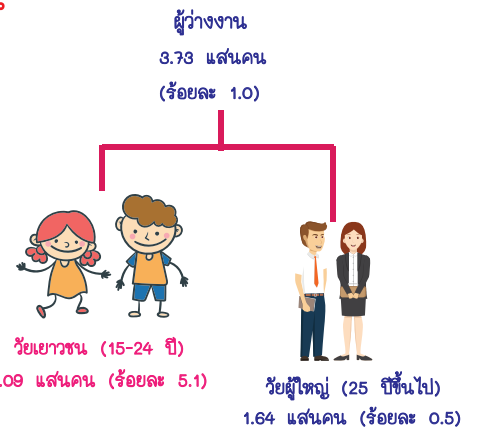 ผู้ว่างงาน
3.73 แสนคน
(ร้อยละ 1.0)
วัยเยาวชน (15-24 ปี)
.09 แสนคน (ร้อยละ 5.1)
วัยผู้ใหญ่ (25 ปีขึ้นไป)
1.64 แสนคน (ร้อยละ 0.5)